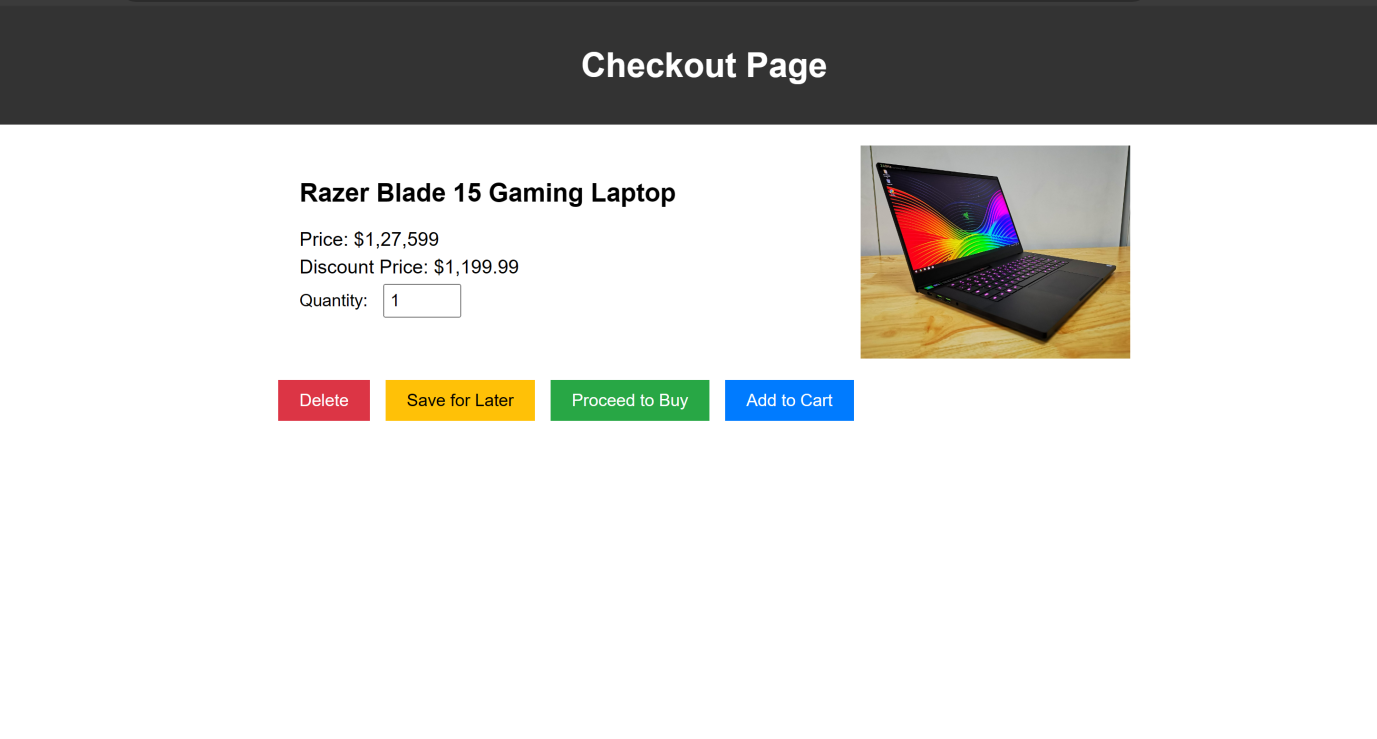 Checkout Page
Razer Blade 15 Gaming Laptop
Price: $1,27,599
Discount Price: $1,199.99
Quantity: 1
Delete Save for Later Proceed to Buy Add to Cart